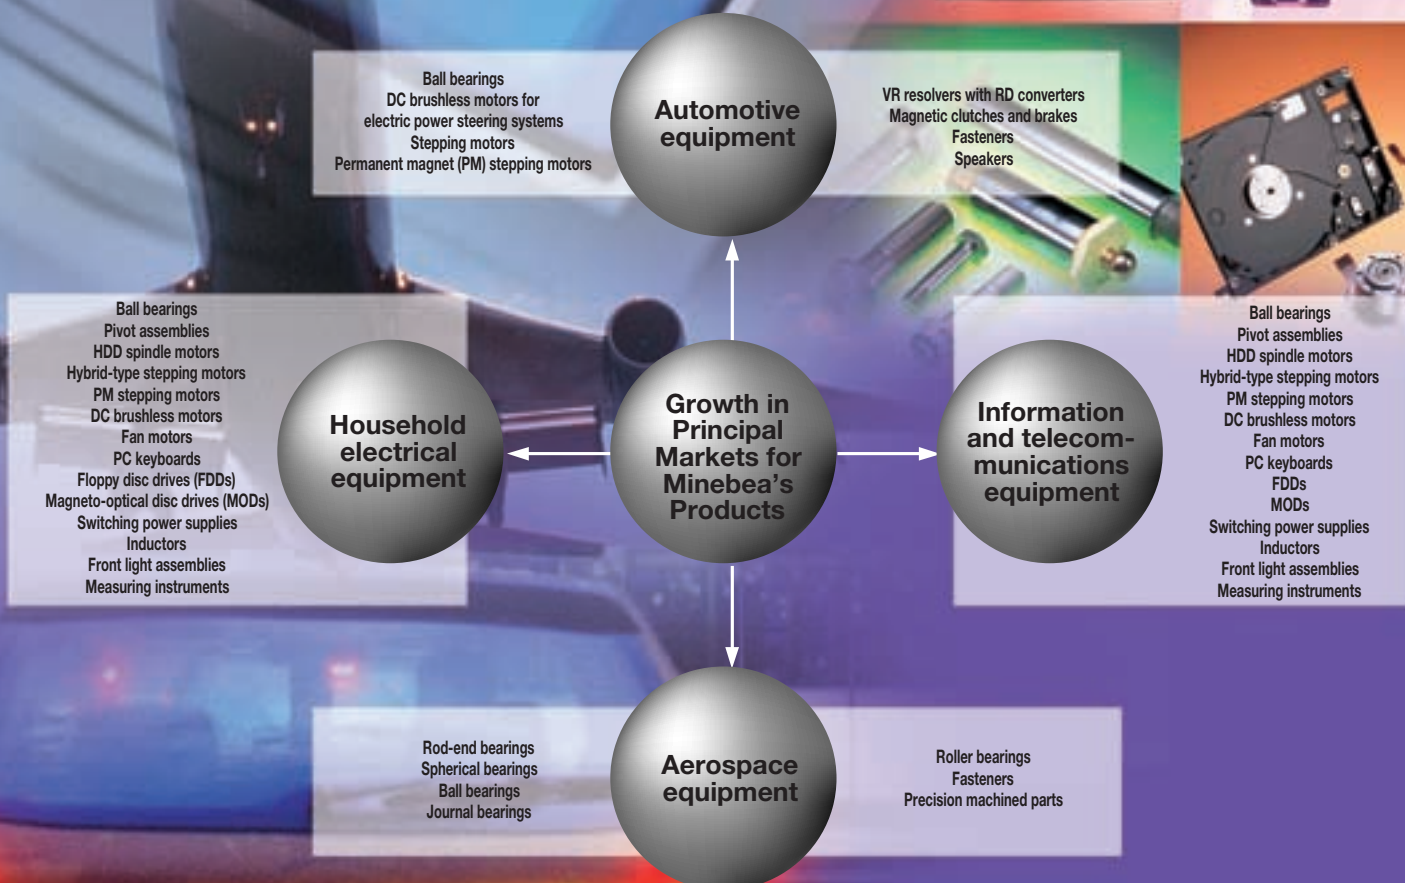 Ball bearings
DC brushless motors for
electric power steering systems
Stepping motors
Permanent magnet (PM) stepping motors
Automotive
equipment
VR resolvers with RD converters
Magnetic clutches and brakes
Fasteners
Speakers
Ball bearings
Pivot assemblies
HDD spindle motors
Hybrid-type stepping motors
PM stepping motors
DC brushless motors
Fan motors
PC keyboards
Floppy disc drives (FDDs)
Magneto-optical disc drives (MODs)
Switching power supplies
Inductors
Front light assemblies
Measuring instruments
Household
electrical
equipment
Growth in
Principal
Markets for
Minebea's
Products
Information
and telecom-
munications
equipment
Ball bearings
Pivot assemblies
HDD spindle motors
Hybrid-type stepping motors
PM stepping motors
DC brushless motors
Fan motors
PC keyboards
FDDs
MODs
Switching power supplies
Inductors
Front light assemblies
Measuring instruments
Rod-end bearings
Spherical bearings
Ball bearings
Journal bearings
Aerospace
equipment
Roller bearings
Fasteners
Precision machined parts